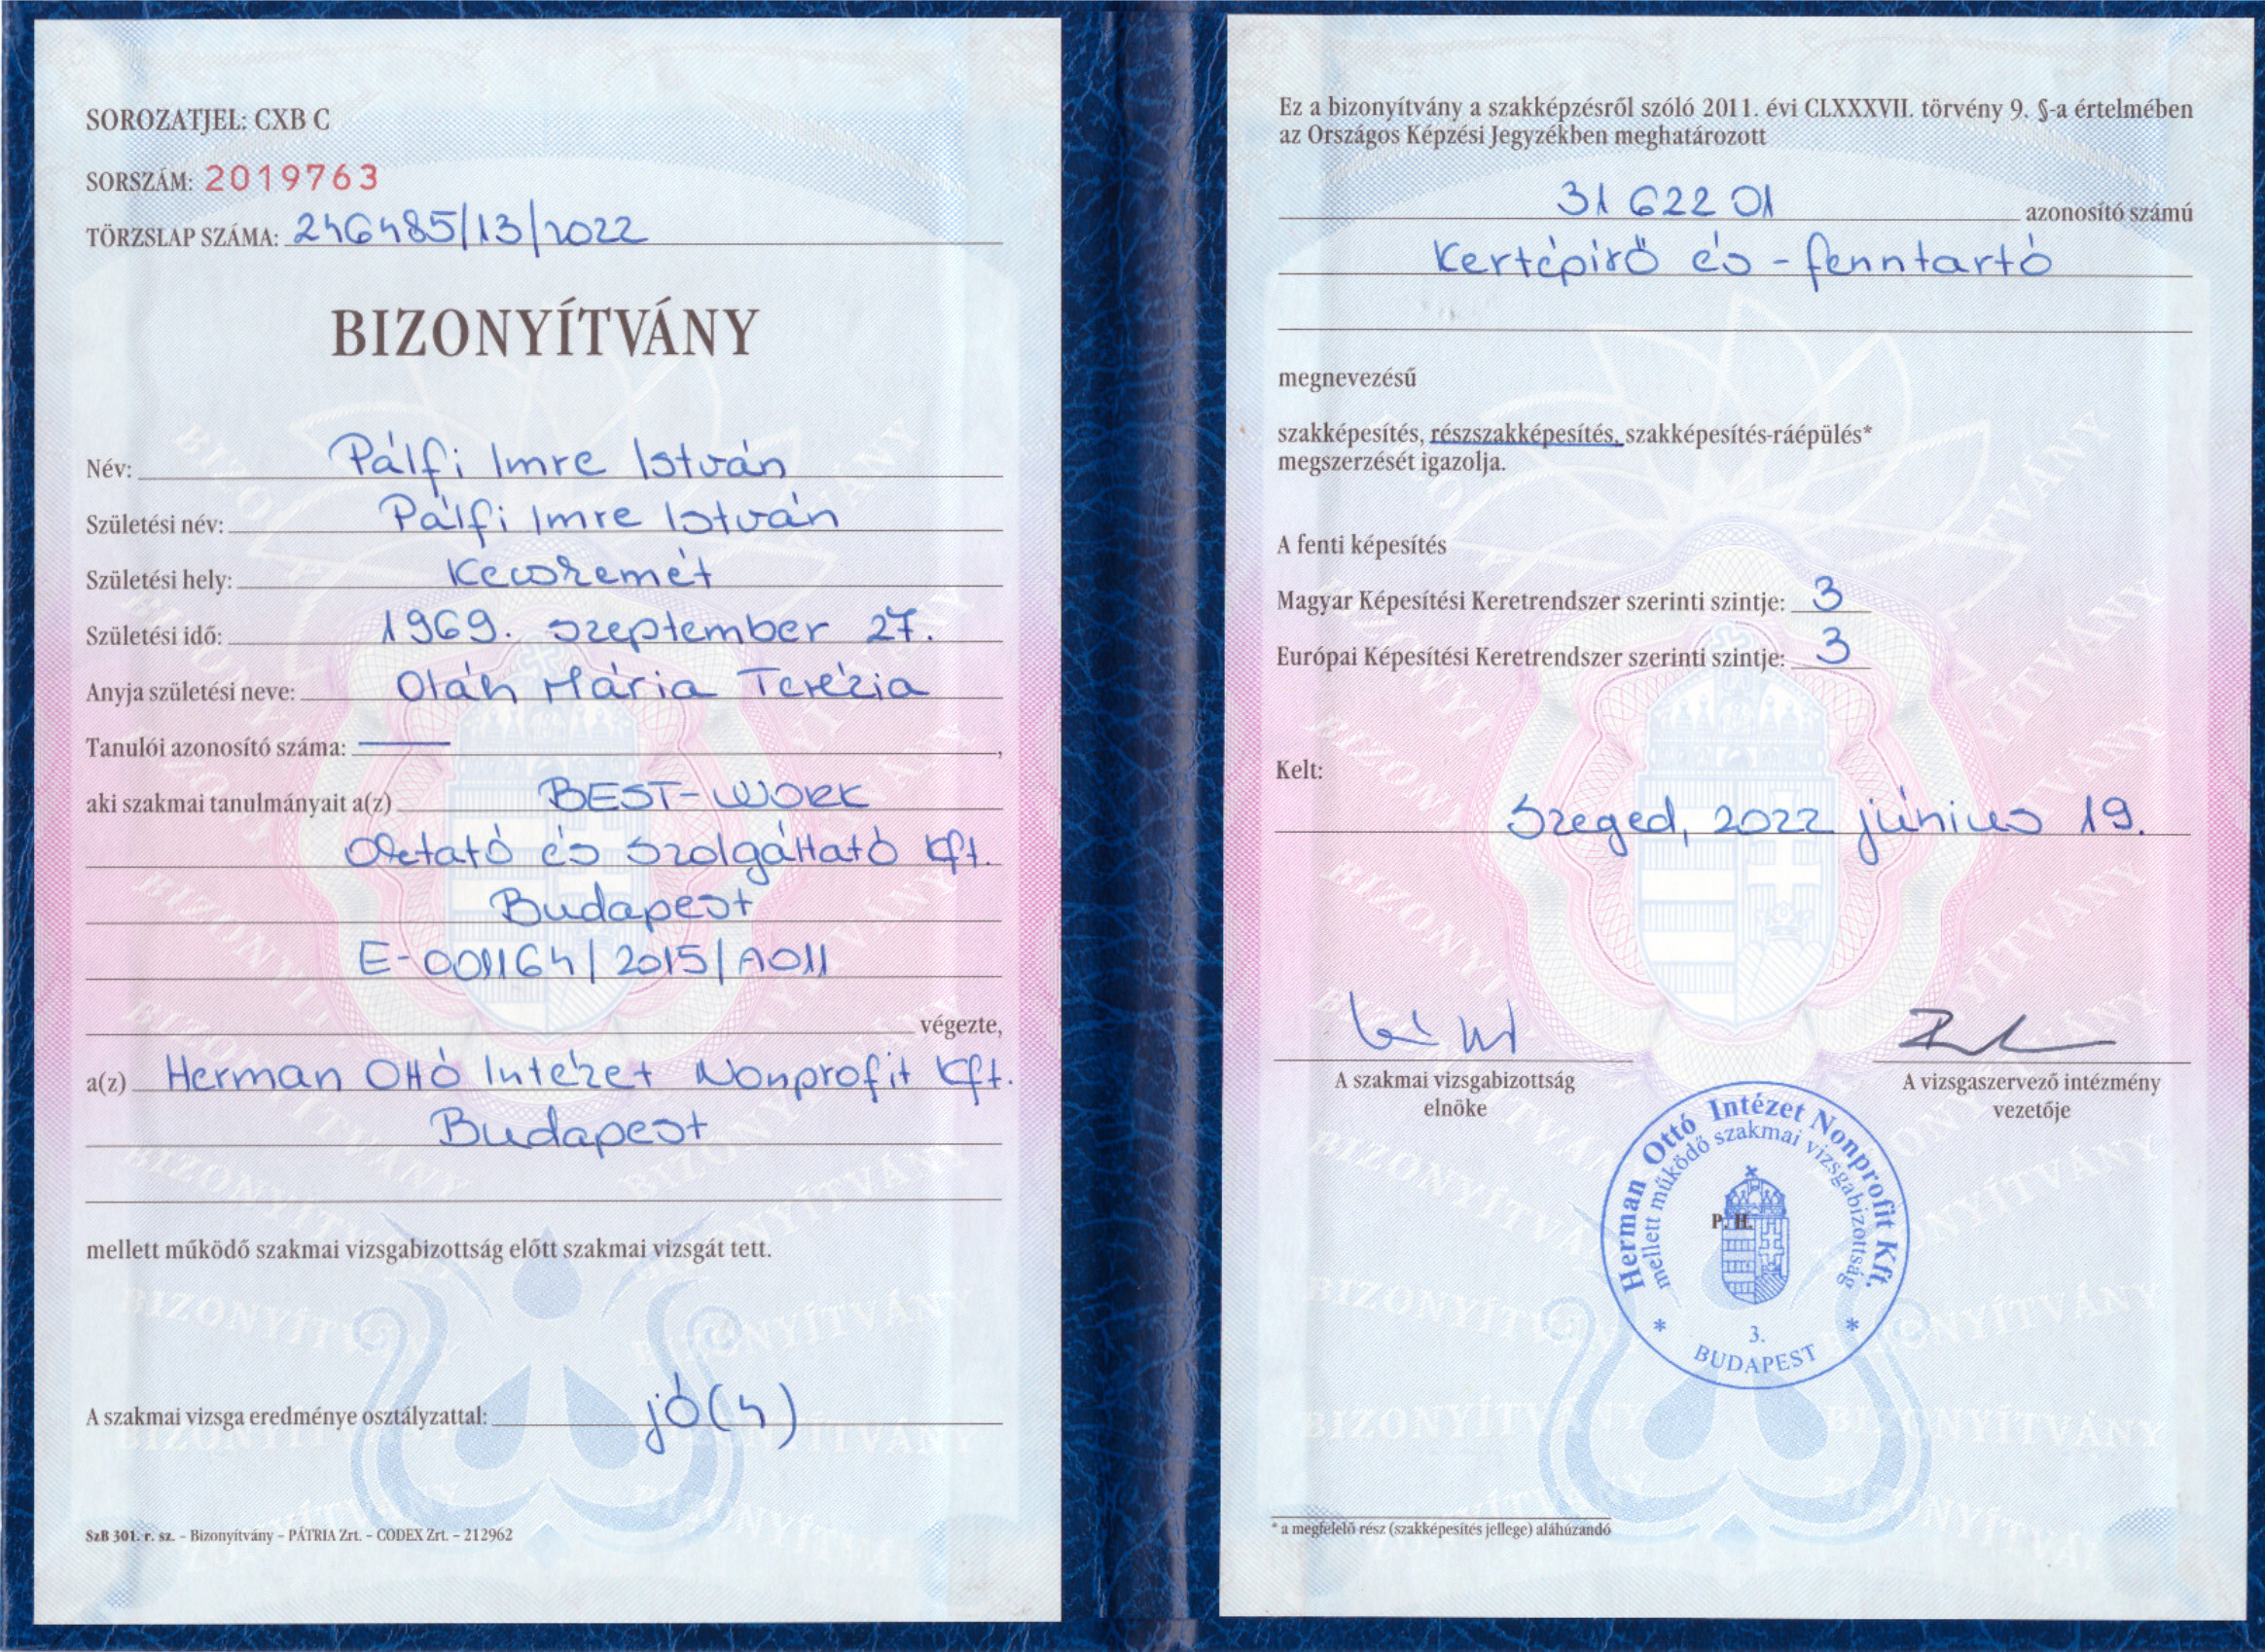 SOROZATJEL: CXB C
SORSZÁM: 2019763
TÖRZSLAP SZÁMA: 246485/13/2022
BIZONYÍTVÁNY
Név: Pálfi Imre István
Születési név: Pálfi Imre István
Születési hely: Kecskemét
Születési idő: 1969. szeptember 27.
Anyja születési neve: Oláh Mária Terézia
Tanulói azonosító száma: —,
aki szakmai tanulmányait a(z) BEST-WORK
Oktató és Szolgáltató Kft.
Budapest
E-001164/2015/A011
végezte,
a(z) Herman Ottó Intézet Nonprofit Kft.
Budapest
mellett működő szakmai vizsgabizottság előtt szakmai vizsgát tett.
A szakmai vizsga eredménye osztályzattal: jó(4)
SzB 301. r. sz. – Bizonyítvány – PÁTRIA Zrt. – CODEX Zrt. – 212962
Ez a bizonyítvány a szakképzésről szóló 2011. évi CLXXXVII. törvény 9. §-a értelmében
az Országos Képzési Jegyzékben meghatározott
31 622 01 azonosító számú
Kertépítő és -fenntartó
megnevezésű
szakképesítés, részszakképesítés, szakképesítés-ráépülés*
megszerzését igazolja.
A fenti képesítés
Magyar Képesítési Keretrendszer szerinti szintje: 3
Európai Képesítési Keretrendszer szerinti szintje: 3
Kelt:
Szeged, 2022 június 19.
A szakmai vizsgabizottság
elnöke
A vizsgaszervező intézmény
vezetője
Herman Ottó Intézet Nonprofit Kft.
mellett működő szakmai vizsgabizottság
P. H.
* 3. *
BUDAPEST
* a megfelelő rész (szakképesítés jellege) aláhúzandó